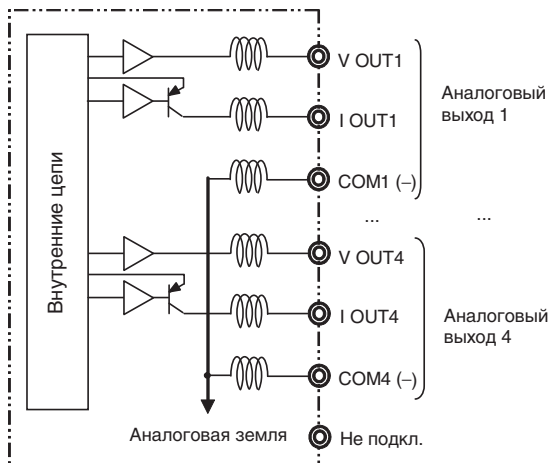 V OUT1
I OUT1
COM1 (–)
Аналоговый
выход 1
...
...
Внутренние цепи
V OUT4
I OUT4
COM4 (–)
Аналоговый
выход 4
Аналоговая земля
Не подкл.